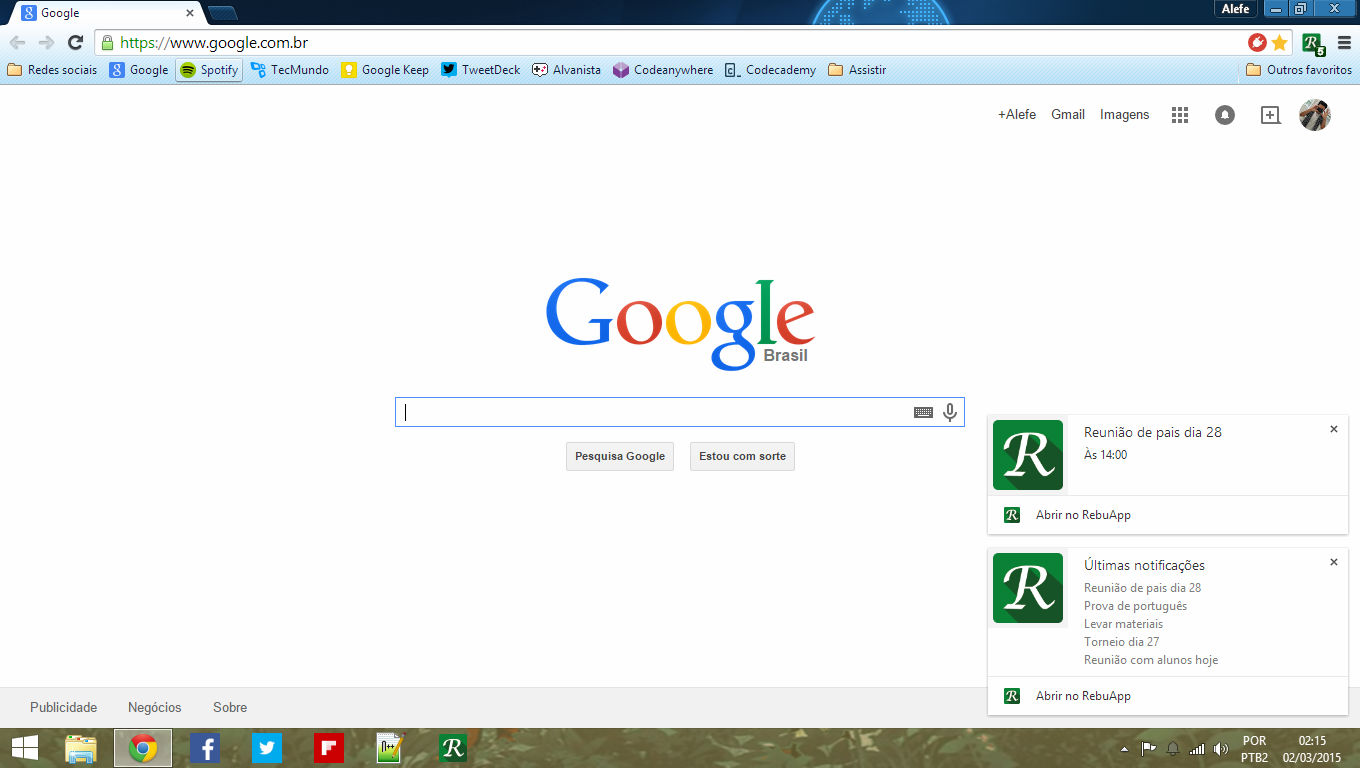 Google
Alefe
https://www.google.com.br
5
Redes sociais
Google
Spotify
TecMundo
Google Keep
TweetDeck
Alvanista
Codeanywhere
Codecademy
Assistir
Outros favoritos
+Alefe
Gmail
Imagens
Google
Brasil
Pesquisa Google
Estou com sorte
Reunião de pais dia 28
Às 14:00
Abrir no RebuApp
Últimas notificações
Reunião de pais dia 28
Prova de português
Levar materiais
Torneio dia 27
Reunião com alunos hoje
Abrir no RebuApp
Publicidade
Negócios
Sobre
POR
PTB2
02:15
02/03/2015